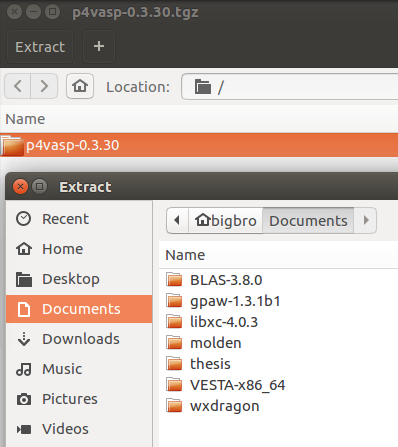 p4vasp-0.3.30.tgz
Extract +
Location: /
Name
p4vasp-0.3.30
Extract
Recent
Home
Desktop
Documents
Downloads
Music
Pictures
Videos
bigbro Documents
Name
BLAS-3.8.0
gpaw-1.3.1b1
libxc-4.0.3
molden
thesis
VESTA-x86_64
wxdragon